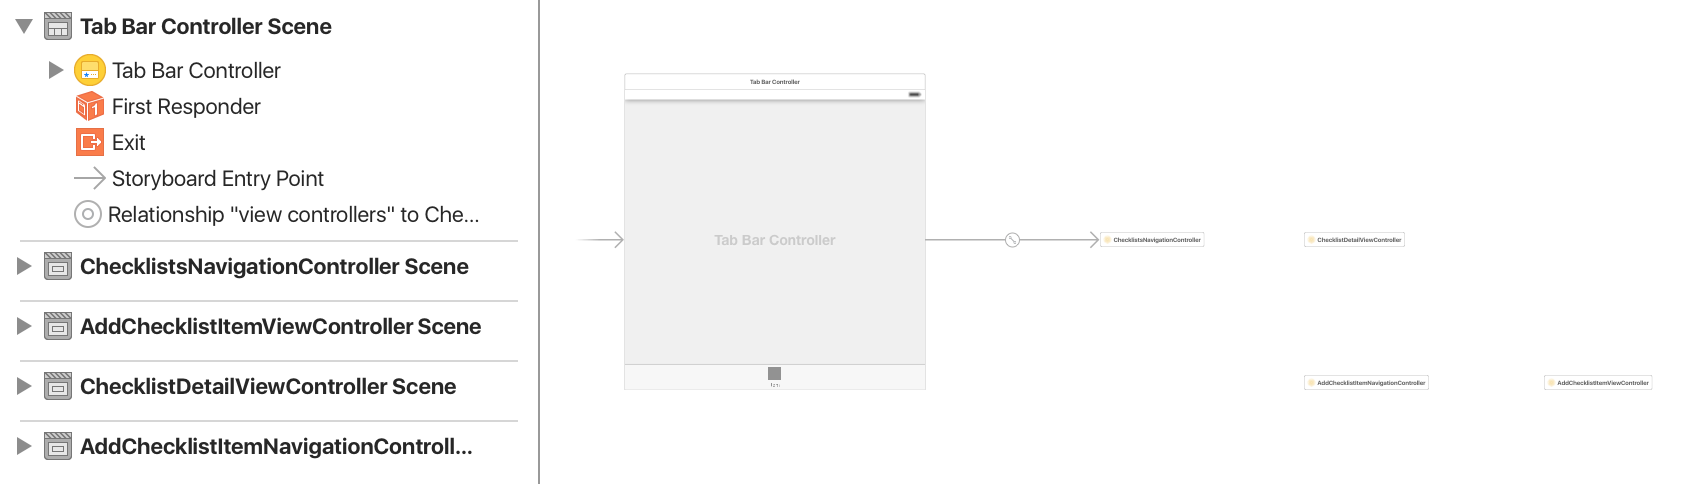 Tab Bar Controller Scene
Tab Bar Controller
First Responder
Exit
Storyboard Entry Point
Relationship "view controllers" to Che...
ChecklistsNavigationController Scene
AddChecklistItemViewController Scene
ChecklistDetailViewController Scene
AddChecklistItemNavigationControll...
Tab Bar Controller
Tab Bar Controller
ChecklistsNavigationController
ChecklistDetailViewController
AddChecklistItemNavigationController
AddChecklistItemViewController